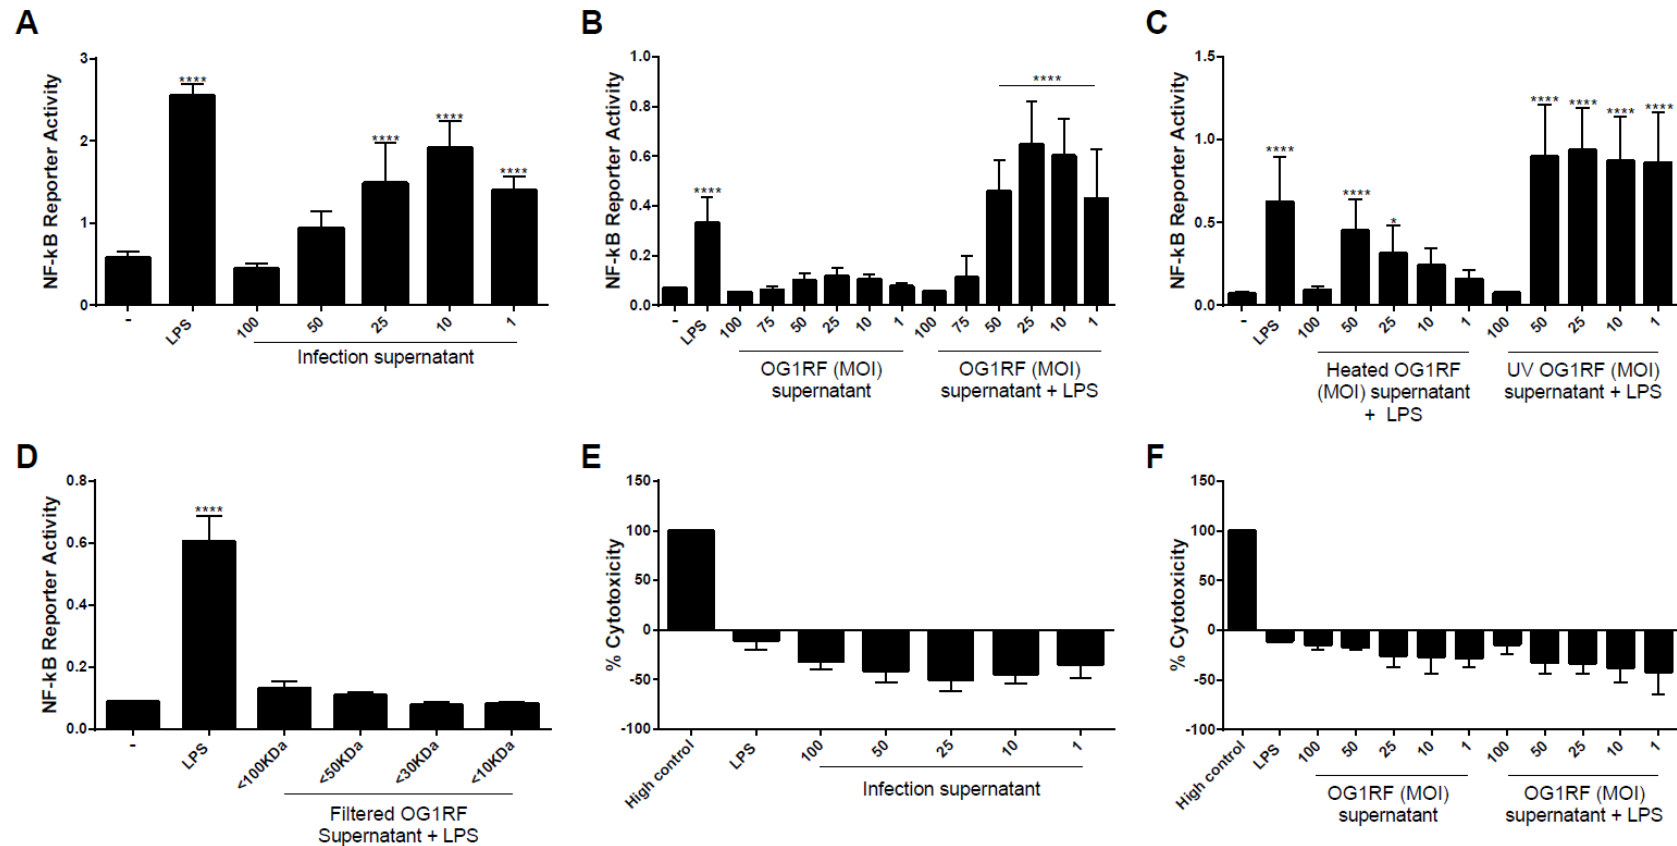 A
NF-kB Reporter Activity
3
2
1
0
****
****
****
****
-
LPS
100
50
25
10
1
Infection supernatant
B
NF-kB Reporter Activity
1.0
0.8
0.6
0.4
0.2
0.0
****
****
-
LPS
100
75
50
25
10
1
100
75
50
25
10
1
OG1RF (MOI)
supernatant
OG1RF (MOI)
supernatant + LPS
C
NF-kB Reporter Activity
1.5
1.0
0.5
0.0
****
****
*
****
****
****
****
-
LPS
100
50
25
10
1
100
50
25
10
1
Heated OG1RF
(MOI) supernatant
+ LPS
UV OG1RF (MOI)
supernatant + LPS
D
NF-kB Reporter Activity
0.8
0.6
0.4
0.2
0.0
****
-
LPS
<100KDa
<50KDa
<30KDa
<10KDa
Filtered OG1RF
Supernatant + LPS
E
% Cytotoxicity
150
100
50
0
-50
-100
High control
LPS
100
50
25
10
1
Infection supernatant
F
% Cytotoxicity
150
100
50
0
-50
-100
High control
LPS
100
50
25
10
1
100
50
25
10
1
OG1RF (MOI)
supernatant
OG1RF (MOI)
supernatant + LPS